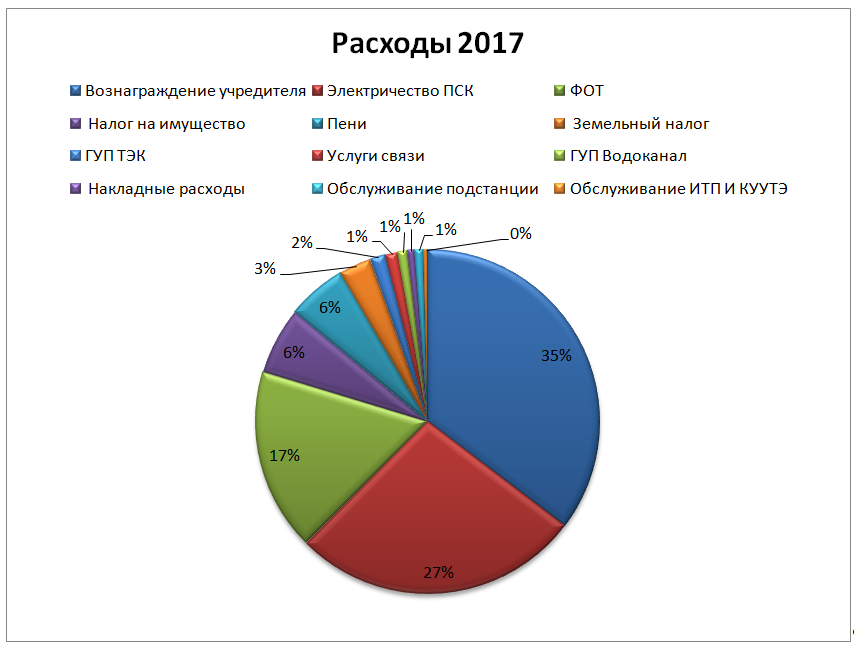 Расходы 2017
Вознаграждение учредителя Электричество ПСК ФОТ
Налог на имущество Пени Земельный налог
ГУП ТЭК Услуги связи ГУП Водоканал
Накладные расходы Обслуживание подстанции Обслуживание ИТП И КУУТЭ
1%
1% 1% 0%
2% 1%
3%
6%
6% 35%
17%
27%